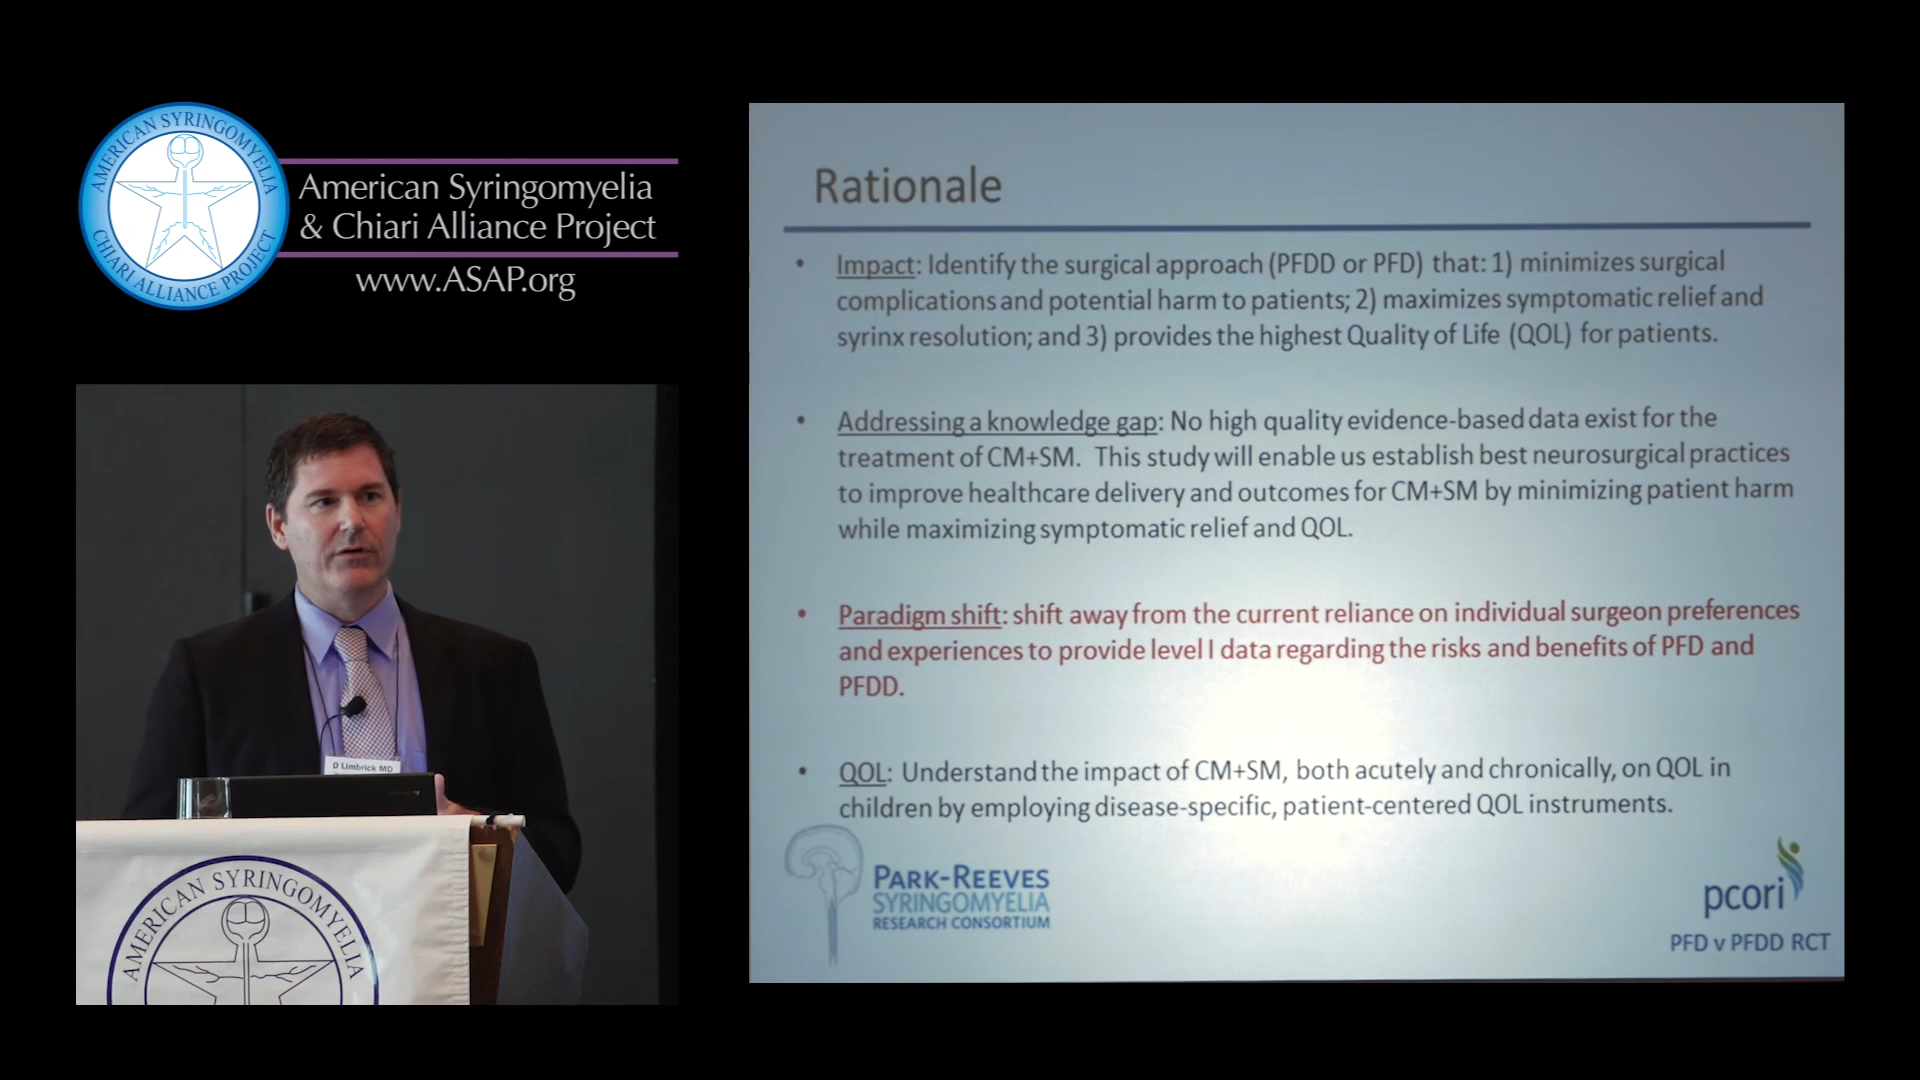 AMERICAN SYRINGOMYELIA
CHIARI ALLIANCE PROJECT
American Syringomyelia
& Chiari Alliance Project
www.ASAP.org
D Limbrick MD
AMERICAN SYRINGOMYELIA
Rationale
• Impact: Identify the surgical approach (PFDD or PFD) that: 1) minimizes surgical
complications and potential harm to patients; 2) maximizes symptomatic relief and
syrinx resolution; and 3) provides the highest Quality of Life (QOL) for patients.
• Addressing a knowledge gap: No high quality evidence-based data exist for the
treatment of CM+SM. This study will enable us establish best neurosurgical practices
to improve healthcare delivery and outcomes for CM+SM by minimizing patient harm
while maximizing symptomatic relief and QOL.
• Paradigm shift: shift away from the current reliance on individual surgeon preferences
and experiences to provide level I data regarding the risks and benefits of PFD and
PFDD.
• QOL: Understand the impact of CM+SM, both acutely and chronically, on QOL in
children by employing disease-specific, patient-centered QOL instruments.
PARK-REEVES
SYRINGOMYELIA
RESEARCH CONSORTIUM
pcori
PFD v PFDD RCT